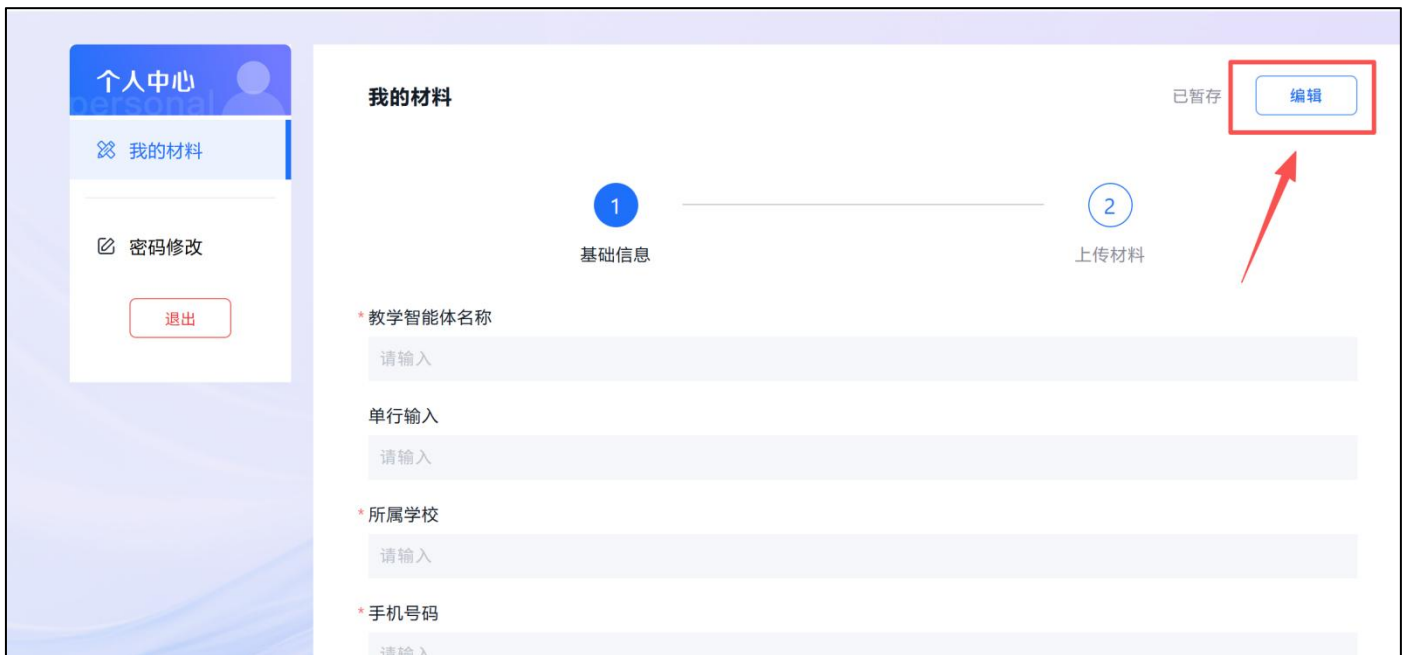 个人中心
personal
我的材料
密码修改
退出
我的材料
已暂存
编辑
1
2
基础信息
上传材料
*教学智能体名称
请输入
单行输入
请输入
*所属学校
请输入
*手机号码
请输入